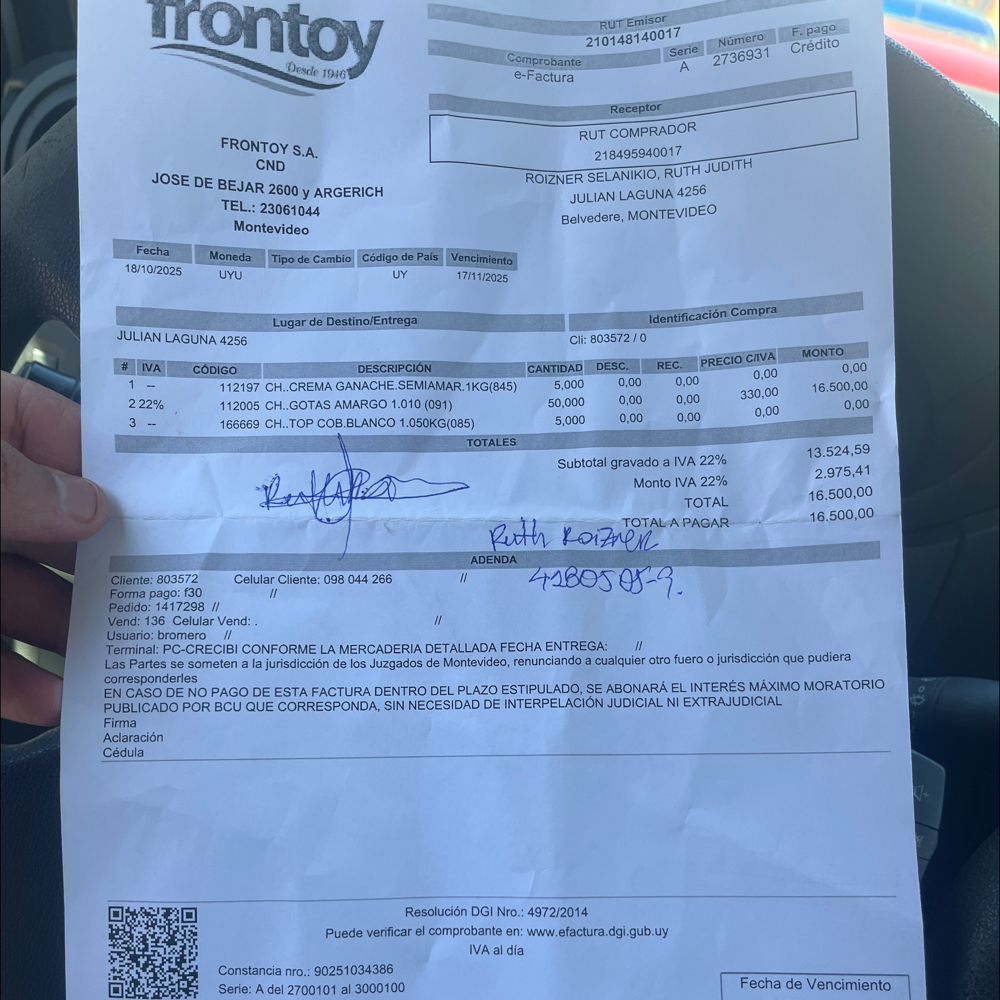 frontoy
Desde 1946
RUT Emisor
210148140017
Comprobante Serie Número F. pago
e-Factura A 2736931 Crédito
Receptor
RUT COMPRADOR
218495940017
ROIZNER SELANIKIO, RUTH JUDITH
JULIAN LAGUNA 4256
Belvedere, MONTEVIDEO
FRONTOY S.A.
CND
JOSE DE BEJAR 2600 y ARGERICH
TEL.: 23061044
Montevideo
Fecha Moneda Tipo de Cambio Código de País Vencimiento
18/10/2025 UYU UY 17/11/2025
Lugar de Destino/Entrega Identificación Compra
JULIAN LAGUNA 4256 Cli: 803572 / 0
# IVA CÓDIGO DESCRIPCIÓN CANTIDAD DESC. REC. PRECIO C/IVA MONTO
1 -- 112197 CH..CREMA GANACHE.SEMIAMAR.1KG(845) 5,000 0,00 0,00 0,00 0,00
2 22% 112005 CH..GOTAS AMARGO 1.010 (091) 50,000 0,00 0,00 330,00 16.500,00
3 -- 166669 CH..TOP COB.BLANCO 1.050KG(085) 5,000 0,00 0,00 0,00 0,00
TOTALES
Subtotal gravado a IVA 22% 13.524,59
Monto IVA 22% 2.975,41
TOTAL 16.500,00
TOTAL A PAGAR 16.500,00
Ruth Roizner
ADENDA
4180505-9.
Cliente: 803572 Celular Cliente: 098 044 266 //
Forma pago: f30 //
Pedido: 1417298 //
Vend: 136 Celular Vend: . //
Usuario: bromero //
Terminal: PC-CRECIBI CONFORME LA MERCADERIA DETALLADA FECHA ENTREGA: //
Las Partes se someten a la jurisdicción de los Juzgados de Montevideo, renunciando a cualquier otro fuero o jurisdicción que pudiera
corresponderles
EN CASO DE NO PAGO DE ESTA FACTURA DENTRO DEL PLAZO ESTIPULADO, SE ABONARÁ EL INTERÉS MÁXIMO MORATORIO
PUBLICADO POR BCU QUE CORRESPONDA, SIN NECESIDAD DE INTERPELACIÓN JUDICIAL NI EXTRAJUDICIAL
Firma
Aclaración
Cédula
Resolución DGI Nro.: 4972/2014
Puede verificar el comprobante en: www.efactura.dgi.gub.uy
IVA al día
Constancia nro.: 90251034386
Serie: A del 2700101 al 3000100
Fecha de Vencimiento